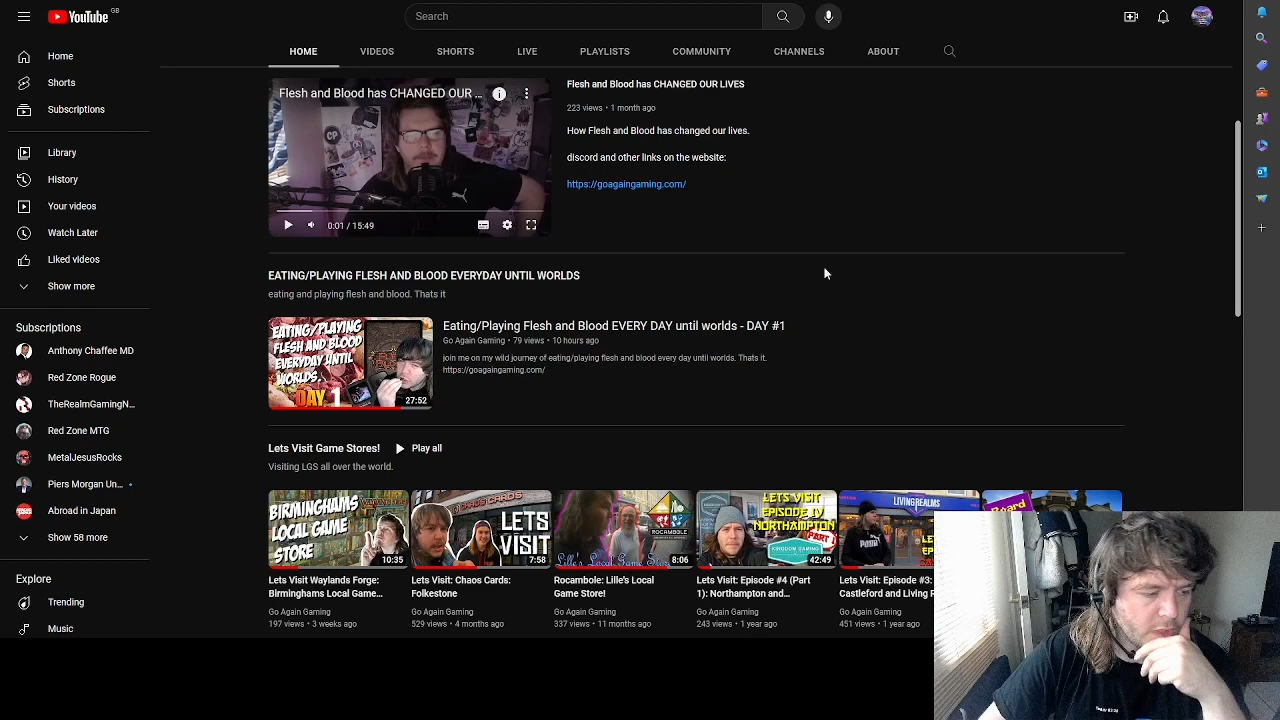 YouTube GB
Search
Home
Shorts
Subscriptions
Library
History
Your videos
Watch Later
Liked videos
Show more
Subscriptions
Anthony Chaffee MD
Red Zone Rogue
TheRealmGamingN...
Red Zone MTG
MetalJesusRocks
Piers Morgan Un...
Abroad in Japan
Show 58 more
Explore
Trending
Music
HOME VIDEOS SHORTS LIVE PLAYLISTS COMMUNITY CHANNELS ABOUT
Flesh and Blood has CHANGED OUR ...
CP
0:01 / 15:49
Flesh and Blood has CHANGED OUR LIVES
223 views • 1 month ago
How Flesh and Blood has changed our lives.
discord and other links on the website:
https://goagaingaming.com/
EATING/PLAYING FLESH AND BLOOD EVERYDAY UNTIL WORLDS
eating and playing flesh and blood. Thats it
EATING/PLAYING
FLESH AND BLOOD
EVERYDAY UNTIL
WORLDS.
DAY 1
27:52
Eating/Playing Flesh and Blood EVERY DAY until worlds - DAY #1
Go Again Gaming • 79 views • 10 hours ago
join me on my wild journey of eating/playing flesh and blood every day until worlds. Thats it.
https://goagaingaming.com/
Lets Visit Game Stores! Play all
Visiting LGS all over the world.
BIRMINGHAMS
LOCAL GAME
STORE
10:35
Lets Visit Waylands Forge:
Birminghams Local Game...
Go Again Gaming
197 views • 3 weeks ago
CHAOS CARDS
LETS
VISIT
7:58
Lets Visit: Chaos Cards:
Folkestone
Go Again Gaming
529 views • 4 months ago
ROCAMBOLE
Lille's Local
8:06
Rocambole: Lille's Local
Game Store!
Go Again Gaming
337 views • 11 months ago
LETS VISIT
EPISODE IV
NORTHAMPTON
PART 1
KINGDOM GAMING
42:49
Lets Visit: Episode #4 (Part
1): Northampton and...
Go Again Gaming
243 views • 1 year ago
LIVING REALMS
PUMA
Lets Visit: Episode #3:
Castleford and Living
Go Again Gaming
451 views • 1 year ago
Board